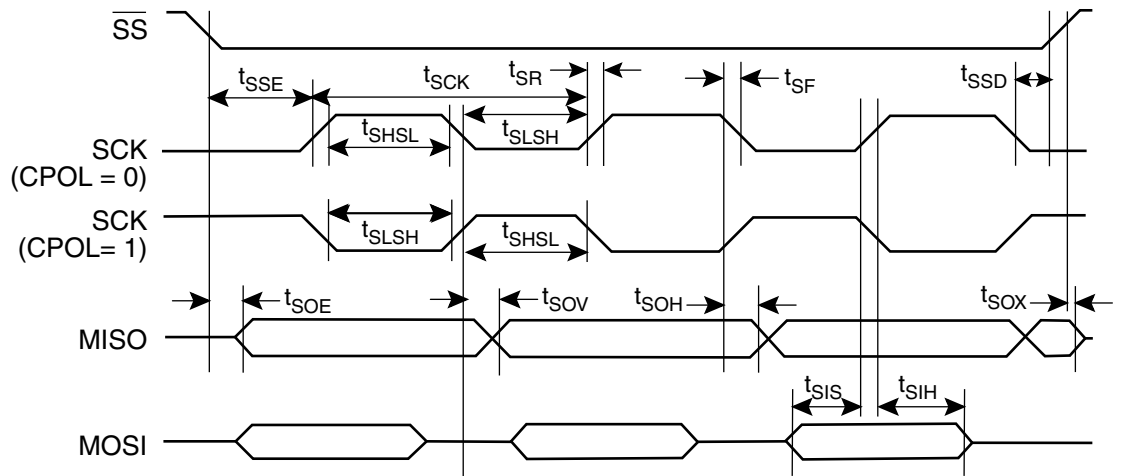 SS
tSSE
tSCK
tSR
tSF
tSSD
SCK
(CPOL = 0)
tSHSL
tSLSH
SCK
(CPOL= 1)
tSLSH
tSHSL
tSOE
tSOV
tSOH
tSOX
MISO
tSIS
tSIH
MOSI